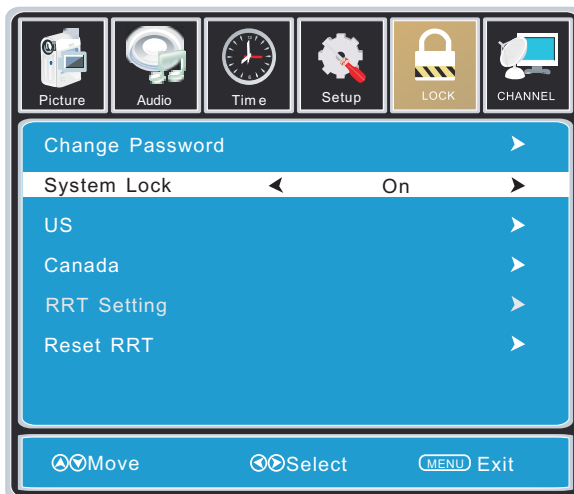 Picture Audio Time Setup LOCK CHANNEL
Change Password
System Lock On
US
Canada
RRT Setting
Reset RRT
Move Select MENU Exit